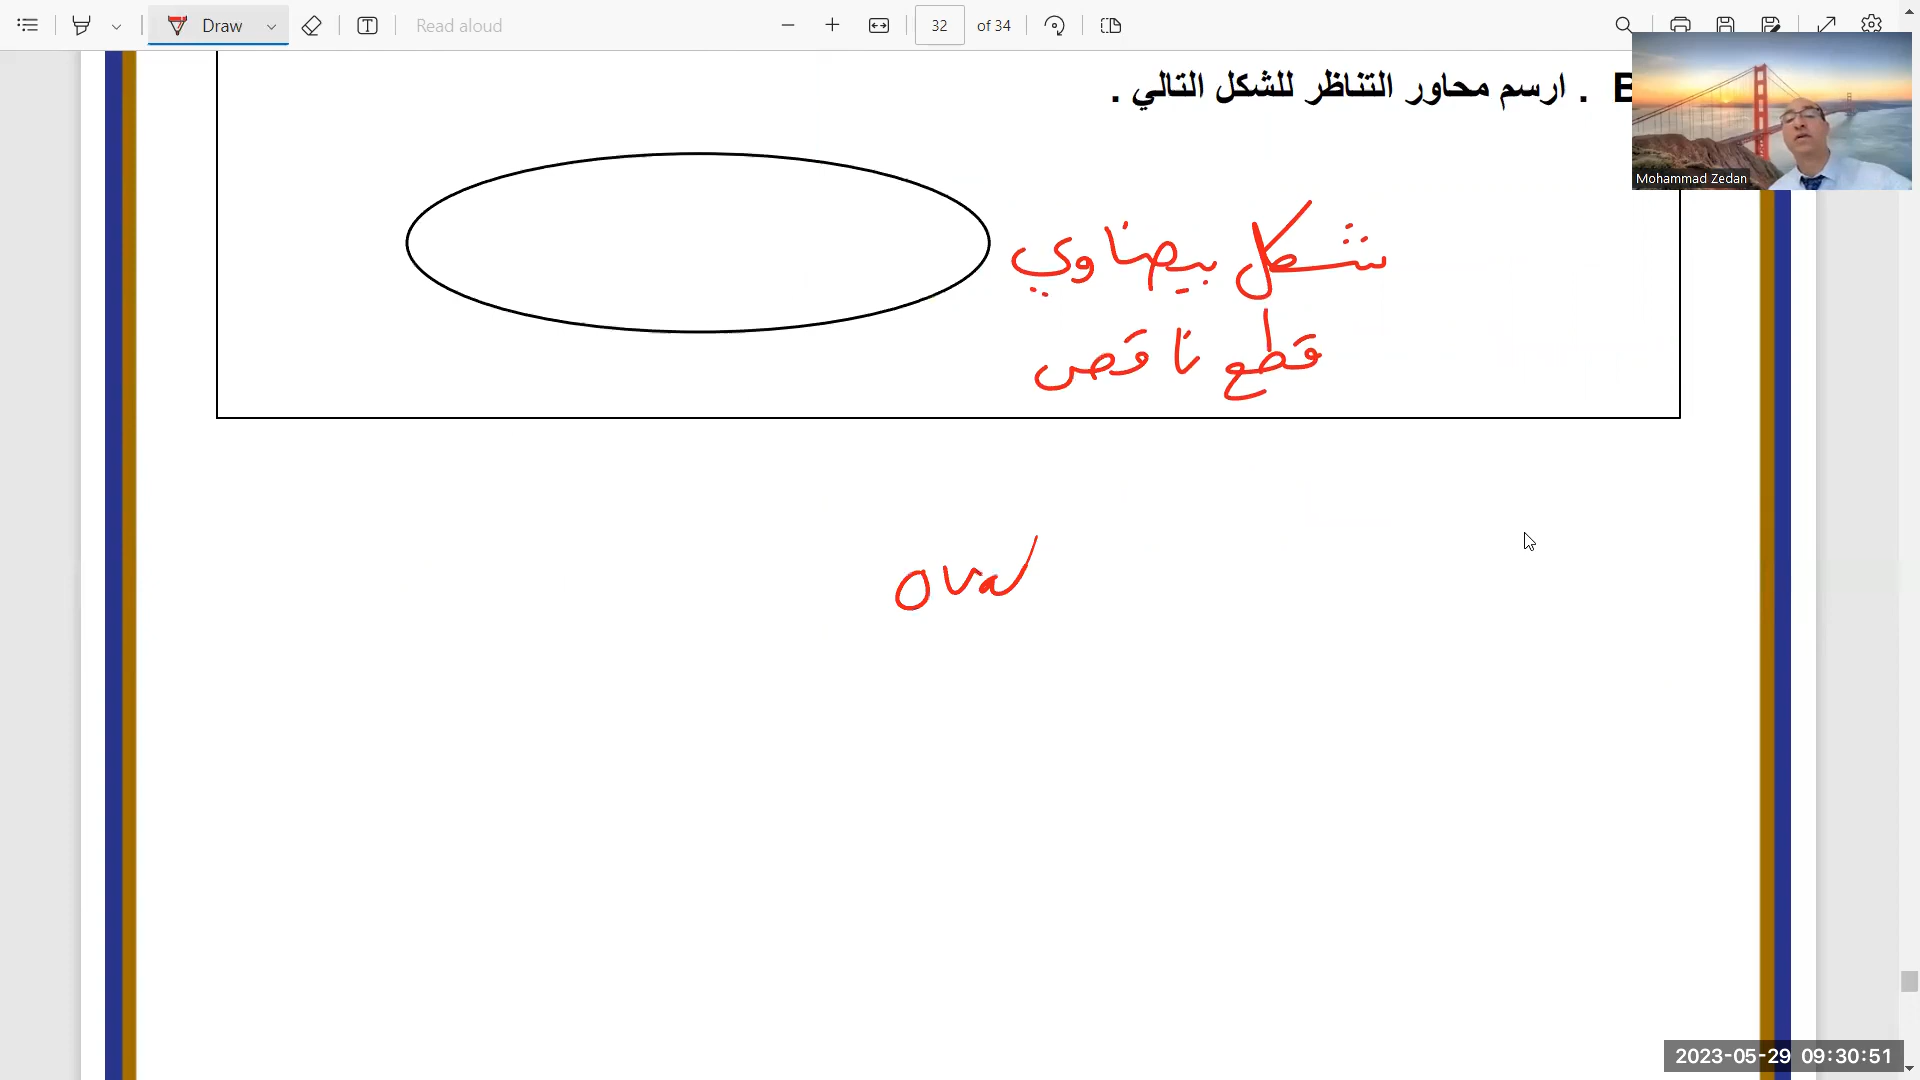 Draw
Read aloud
32 of 34
. ارسم محاور التناظر للشكل التالي .
Mohammad Zedan
شكل بيضاوي
قطع ناقص
oval
2023-05-29 09:30:51